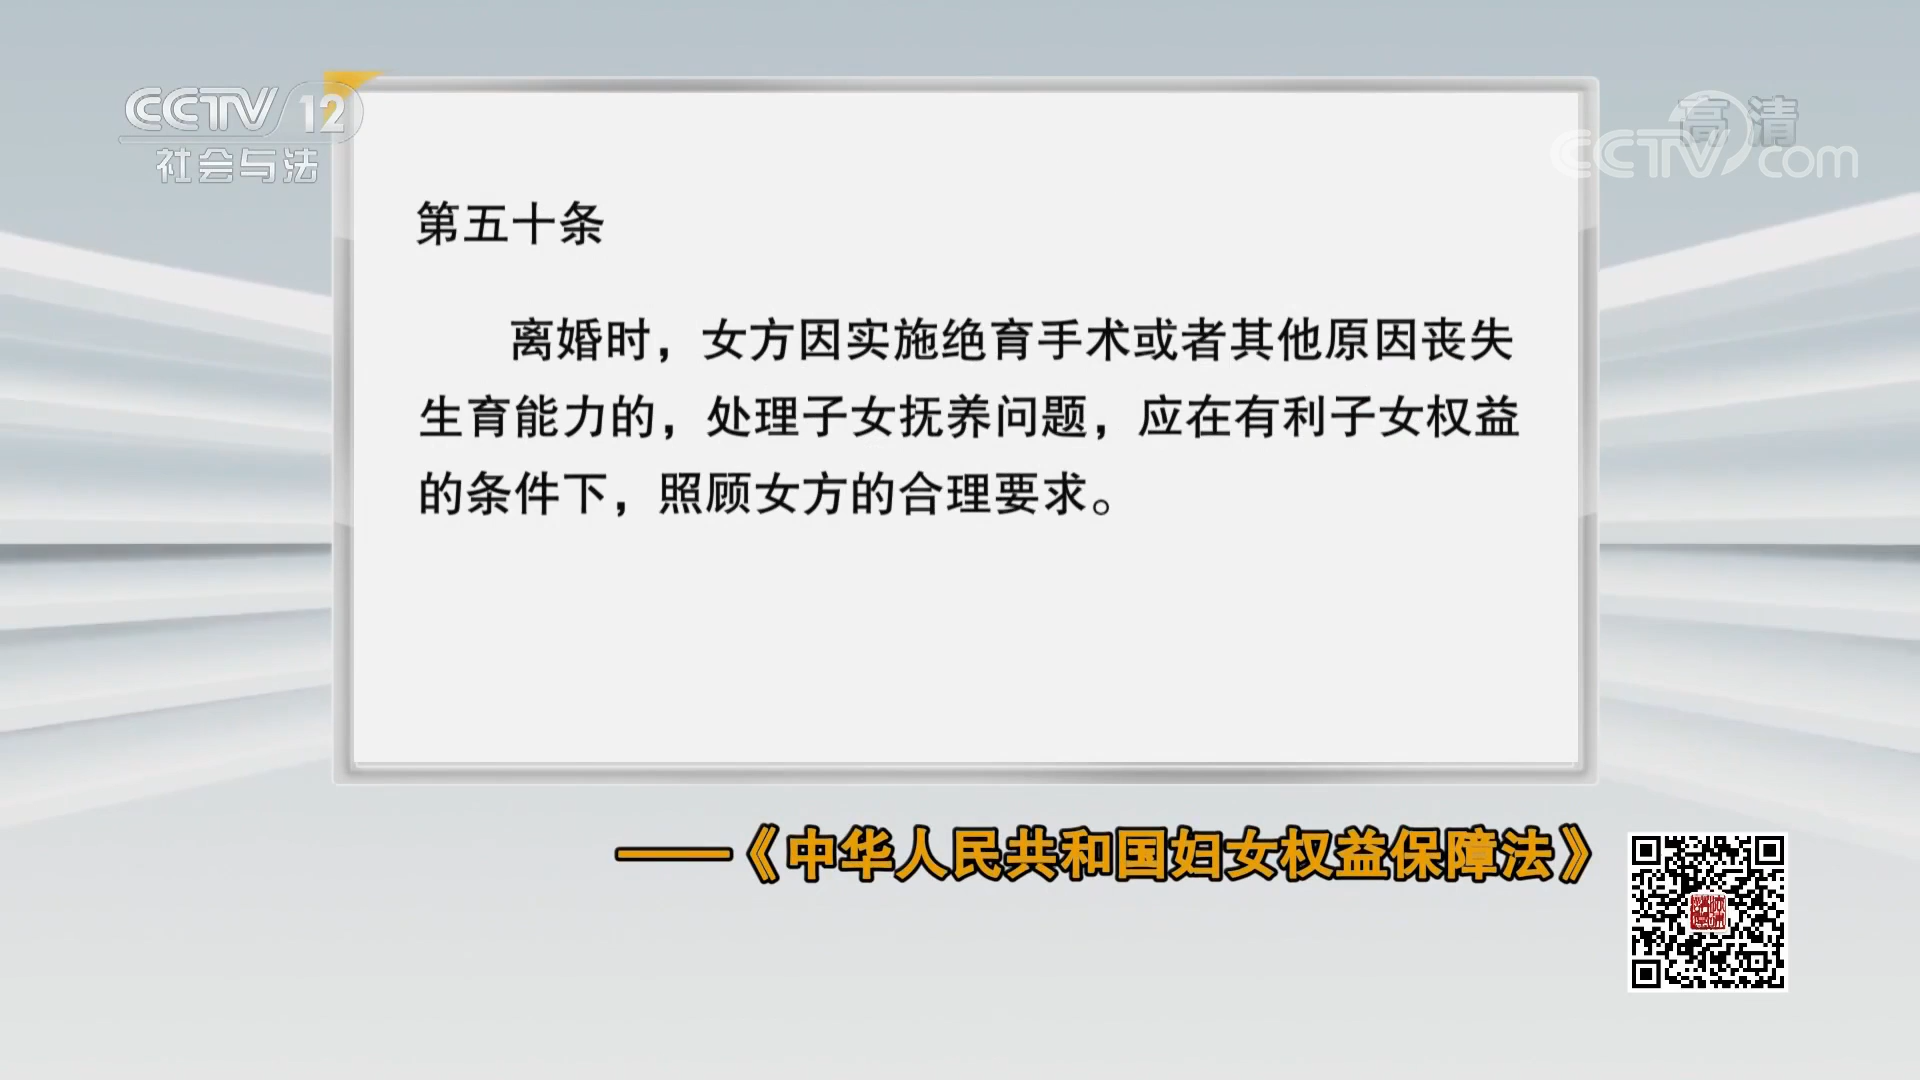 CCTV 12
社会与法
高清
CCTV com
第五十条
离婚时，女方因实施绝育手术或者其他原因丧失
生育能力的，处理子女抚养问题，应在有利子女权益
的条件下，照顾女方的合理要求。
——《中华人民共和国妇女权益保障法》